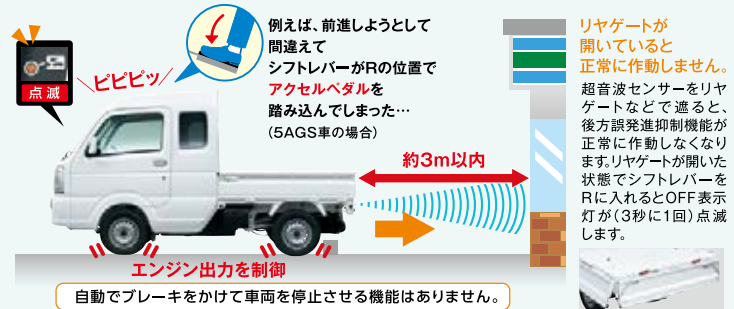 点滅
ピピピッ
例えば、前進しようとして
間違えて
シフトレバーがRの位置で
アクセルペダルを
踏み込んでしまった…
(5AGS車の場合)
約3m以内
エンジン出力を制御
自動でブレーキをかけて車両を停止させる機能はありません。
リヤゲートが
開いていると
正常に作動しません。
超音波センサーをリヤ
ゲートなどで遮ると、
後方誤発進抑制機能が
正常に作動しなくなり
ます。リヤゲートが開いた
状態でシフトレバーを
Rに入れるとOFF表示
灯が(3秒に1回)点滅
します。